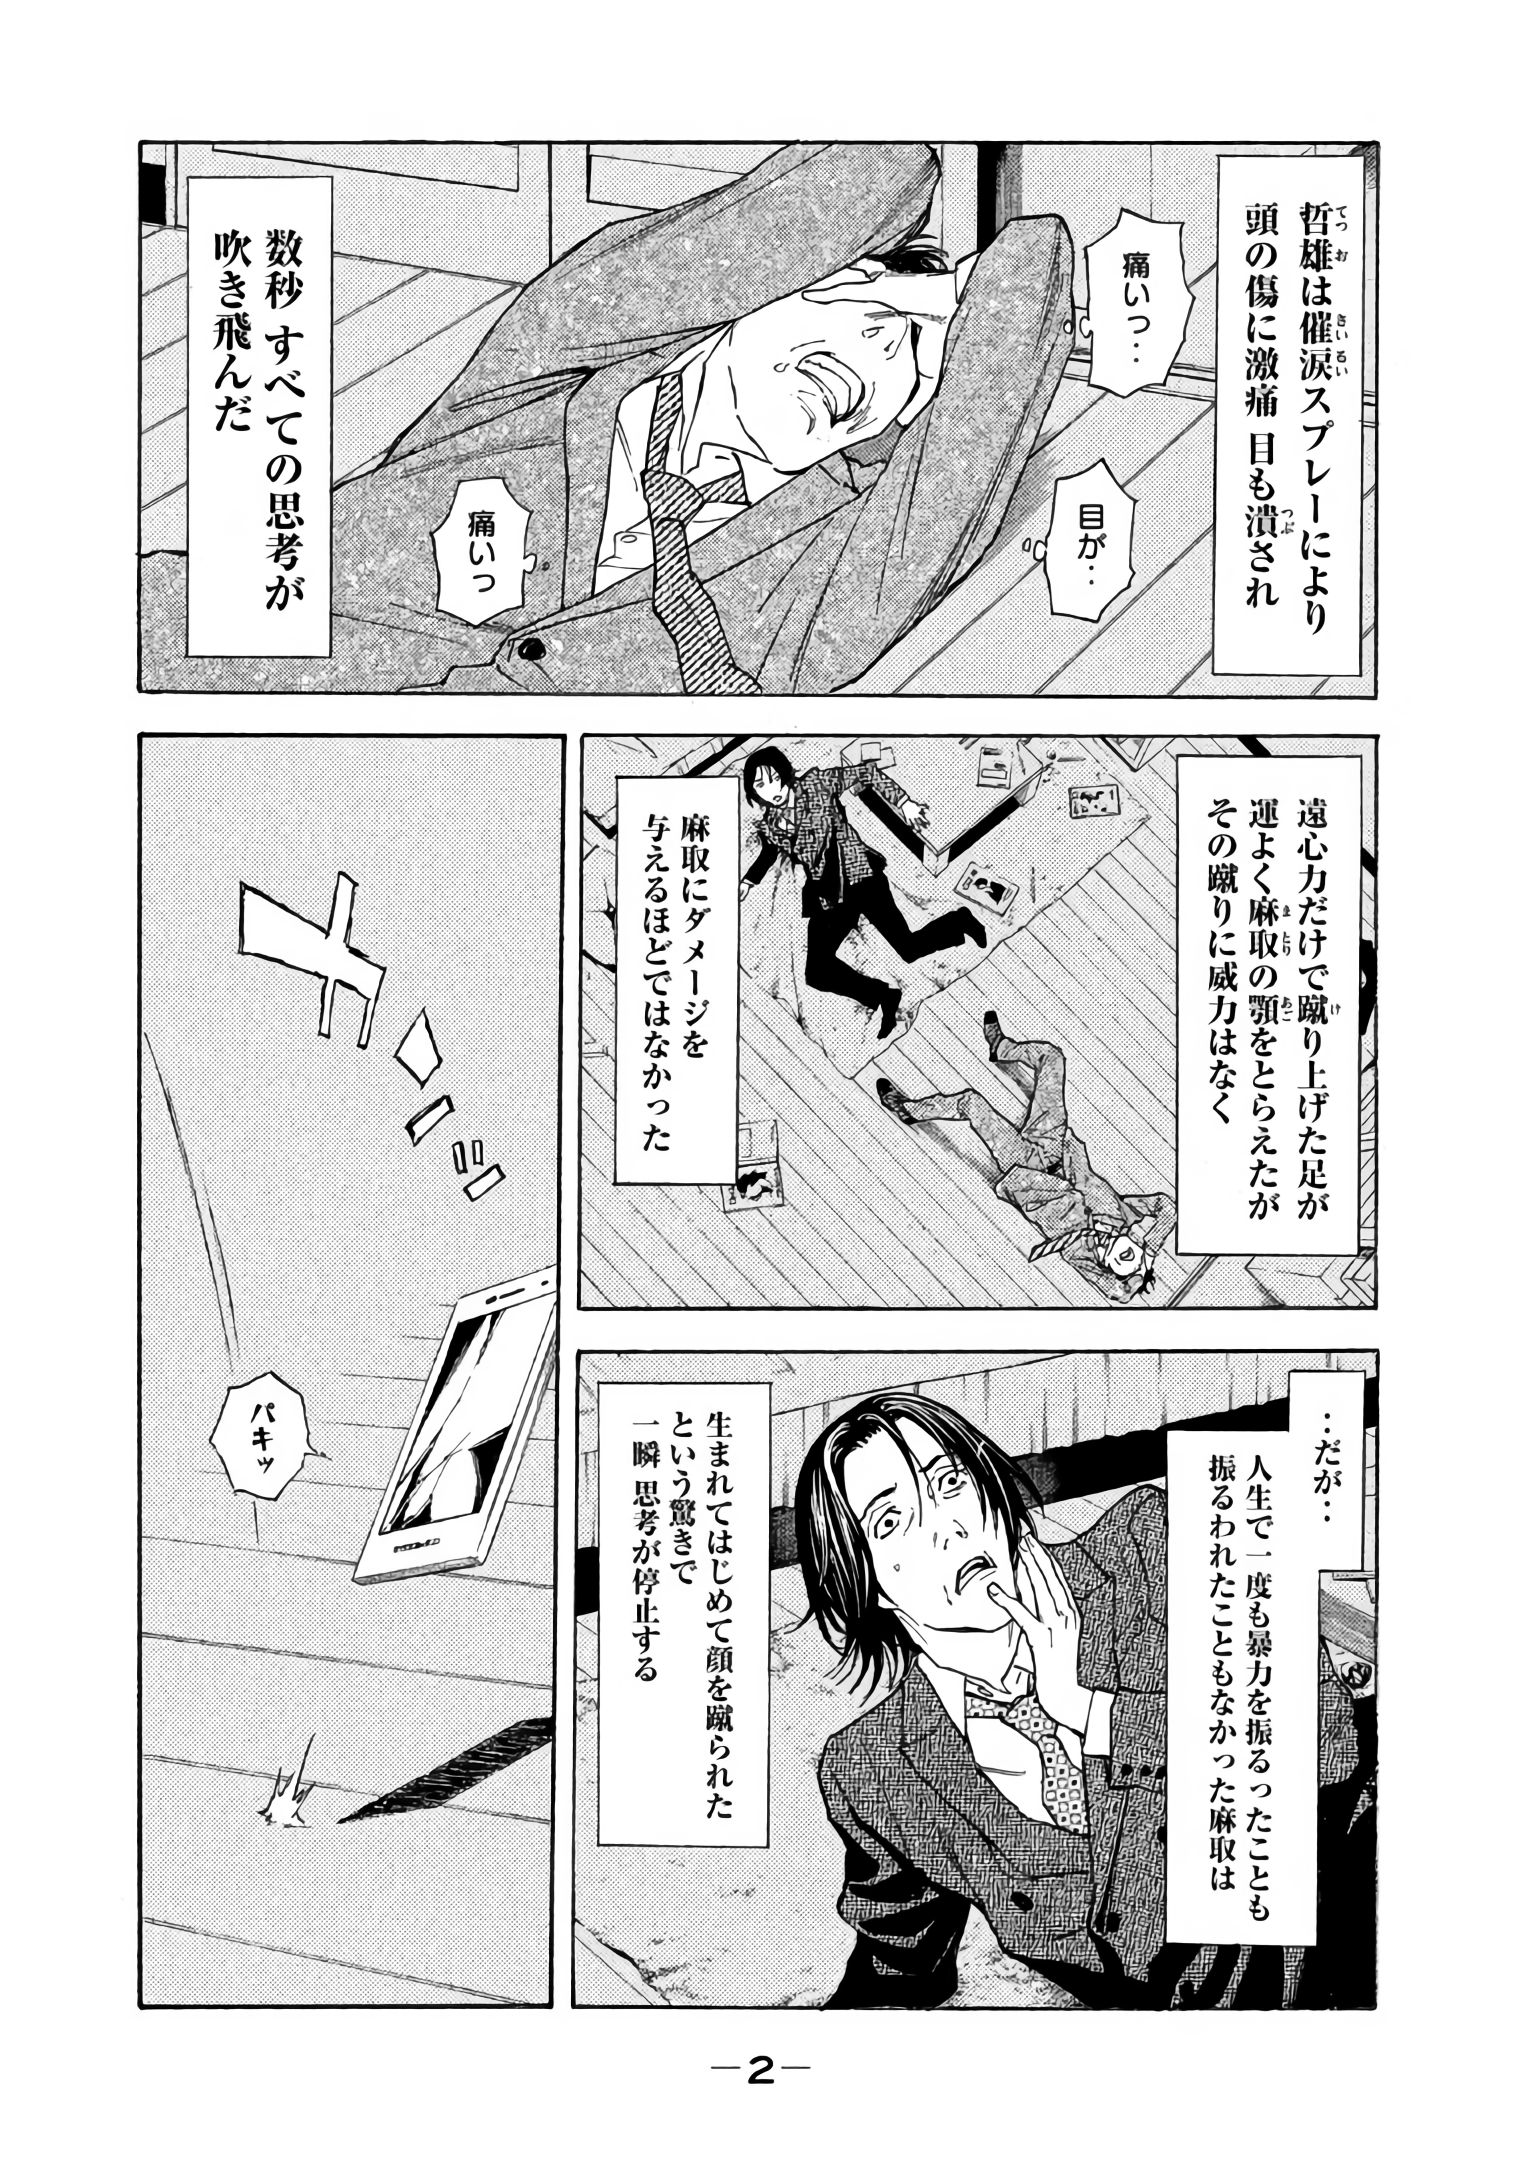 哲雄は催涙スプレーにより
頭の傷に激痛 目も潰され
痛いっ‥
目が‥
痛いっ
数秒 すべての思考が
吹き飛んだ
遠心力だけで蹴り上げた足が
運よく麻取の顎をとらえたが
その蹴りに威力はなく
麻取にダメージを
与えるほどではなかった
‥だが‥
人生で一度も暴力を振るったことも
振るわれたこともなかった麻取は
生まれてはじめて顔を蹴られた
という驚きで
一瞬 思考が停止する
パキッ
－2－